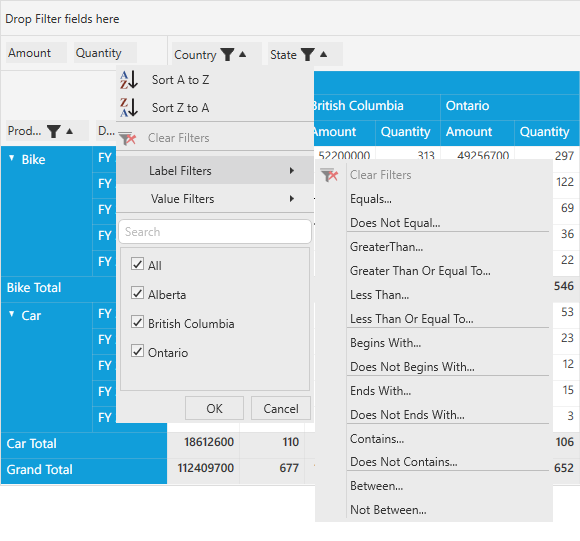 Drop Filter fields here
Amount Quantity Country State
Sort A to Z
Sort Z to A
British Columbia Ontario
Prod... D... Clear Filters Amount Quantity Amount Quantity
Bike FY 52200000 313 49256700 297
Label Filters
Clear Filters
FY 122
Value Filters
Equals...
FY 69
Does Not Equal...
Search
FY 36
GreaterThan...
FY 22
All
Greater Than Or Equal To...
Bike Total 546
Alberta
Less Than...
Car FY 53
British Columbia
Less Than Or Equal To...
FY 23
Begins With...
Ontario
FY 12
Does Not Begins With...
FY 15
Ends With...
OK Cancel
FY 3
Does Not Ends With...
Car Total 18612600 110 106
Contains...
Does Not Contains...
Grand Total 112409700 677 652
Between...
Not Between...